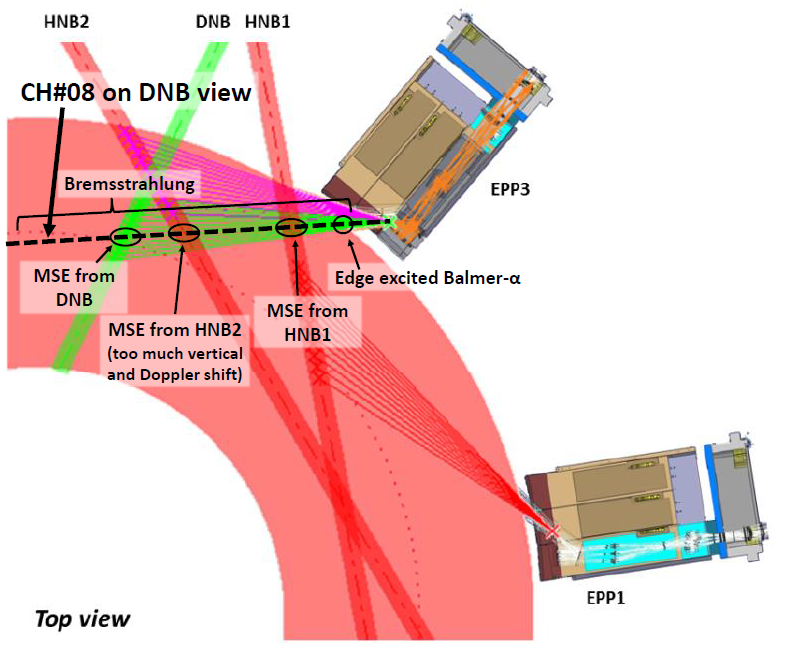 HNB2
DNB
HNB1
CH#08 on DNB view
Bremsstrahlung
EPP3
MSE from
DNB
Edge excited Balmer-α
MSE from HNB2
(too much vertical
and Doppler shift)
MSE from
HNB1
EPP1
Top view